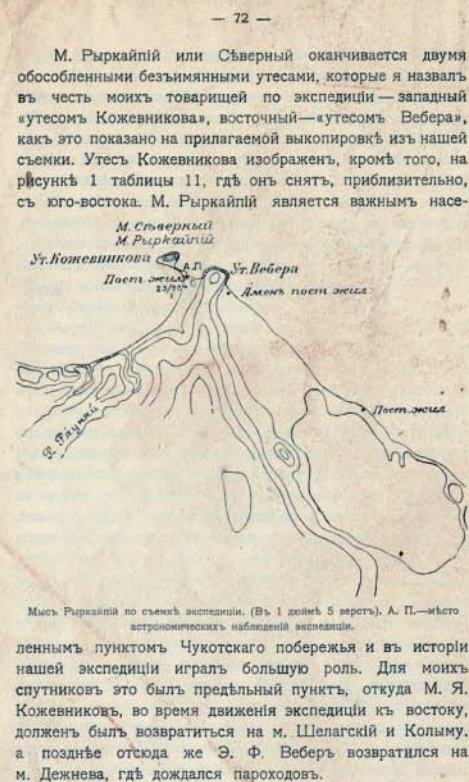 — 72 —
М. Рыркайпій или Сѣверный оканчивается двумя
обособленными безъимянными утесами, которые я назвалъ
въ честь моихъ товарищей по экспедиціи — западный
«утесомъ Кожевникова», восточный—«утесомъ Вебера»,
какъ это показано на прилагаемой выкопировкѣ изъ нашей
съемки. Утесъ Кожевникова изображенъ, кромѣ того, на
рисункѣ 1 таблицы 11, гдѣ онъ снятъ, приблизительно,
съ юго-востока. М. Рыркайпій является важнымъ насе-
М. Сѣверный
М. Рыркайпій
Ут. Кожевникова
А.П.
Ут. Вебера
Пост. жил.
Яменъ пост жил
Пост. жил
Мысъ Рыркайпій по съемкѣ экспедиціи. (Въ 1 дюймѣ 5 верстъ). А. П.—мѣсто
астрономическихъ наблюденій экспедиціи.
леннымъ пунктомъ Чукотскаго побережья и въ исторіи
нашей экспедиціи игралъ большую роль. Для моихъ
спутниковъ это былъ предѣльный пунктъ, откуда М. Я.
Кожевниковъ, во время движенія экспедиціи къ востоку,
долженъ былъ возвратиться на м. Шелагскій и Колыму,
а позднѣе отсюда же Э. Ф. Веберъ возвратился на
м. Дежнева, гдѣ дождался пароходовъ.